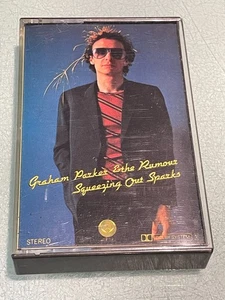 Graham Parker & the Rumour
Squeezing Out Sparks
STEREO